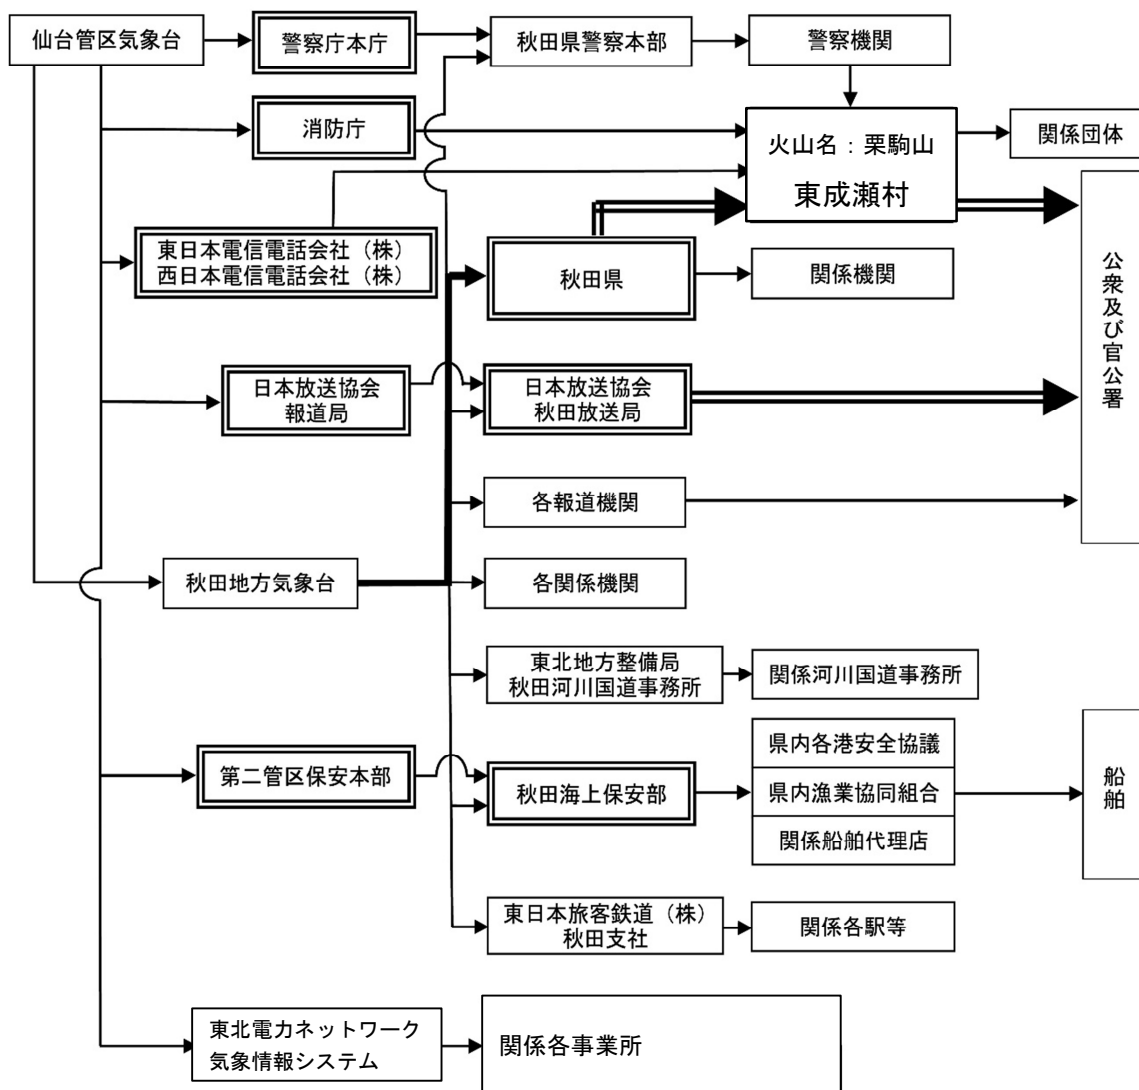 仙台管区気象台
警察庁本庁
秋田県警察本部
警察機関
消防庁
火山名：栗駒山
東成瀬村
関係団体
東日本電信電話会社（株）
西日本電信電話会社（株）
秋田県
関係機関
公衆及び官公署
日本放送協会
報道局
日本放送協会
秋田放送局
各報道機関
秋田地方気象台
各関係機関
東北地方整備局
秋田河川国道事務所
関係河川国道事務所
第二管区保安本部
秋田海上保安部
県内各港安全協議
県内漁業協同組合
関係船舶代理店
船舶
東日本旅客鉄道（株）
秋田支社
関係各駅等
東北電力ネットワーク
気象情報システム
関係各事業所